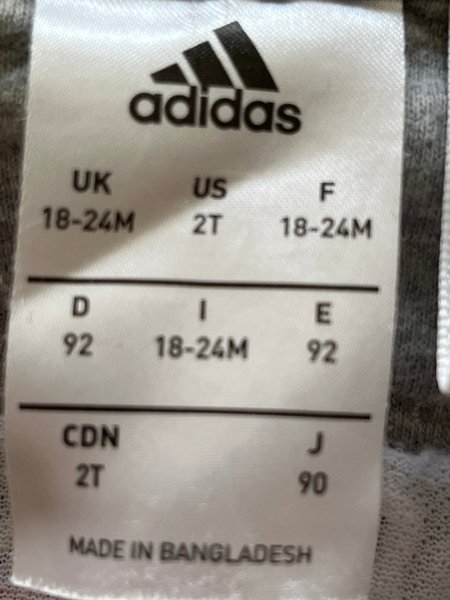 adidas
UK US F
18-24M 2T 18-24M
D I E
92 18-24M 92
CDN J
2T 90
MADE IN BANGLADESH